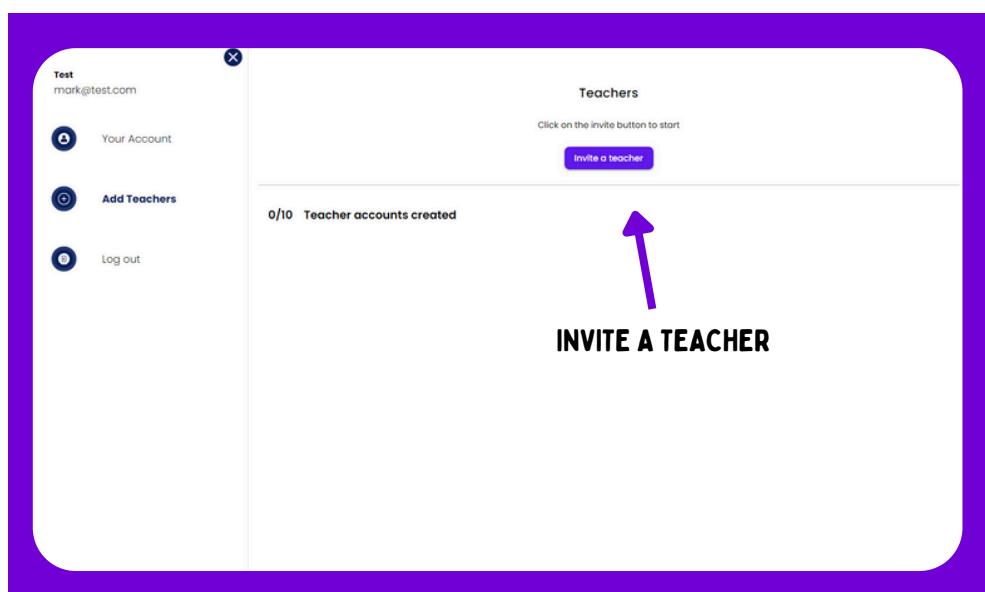 Test
mark@test.com
Your Account
Add Teachers
Log out
Teachers
Click on the invite button to start
Invite a teacher
0/10 Teacher accounts created
INVITE A TEACHER